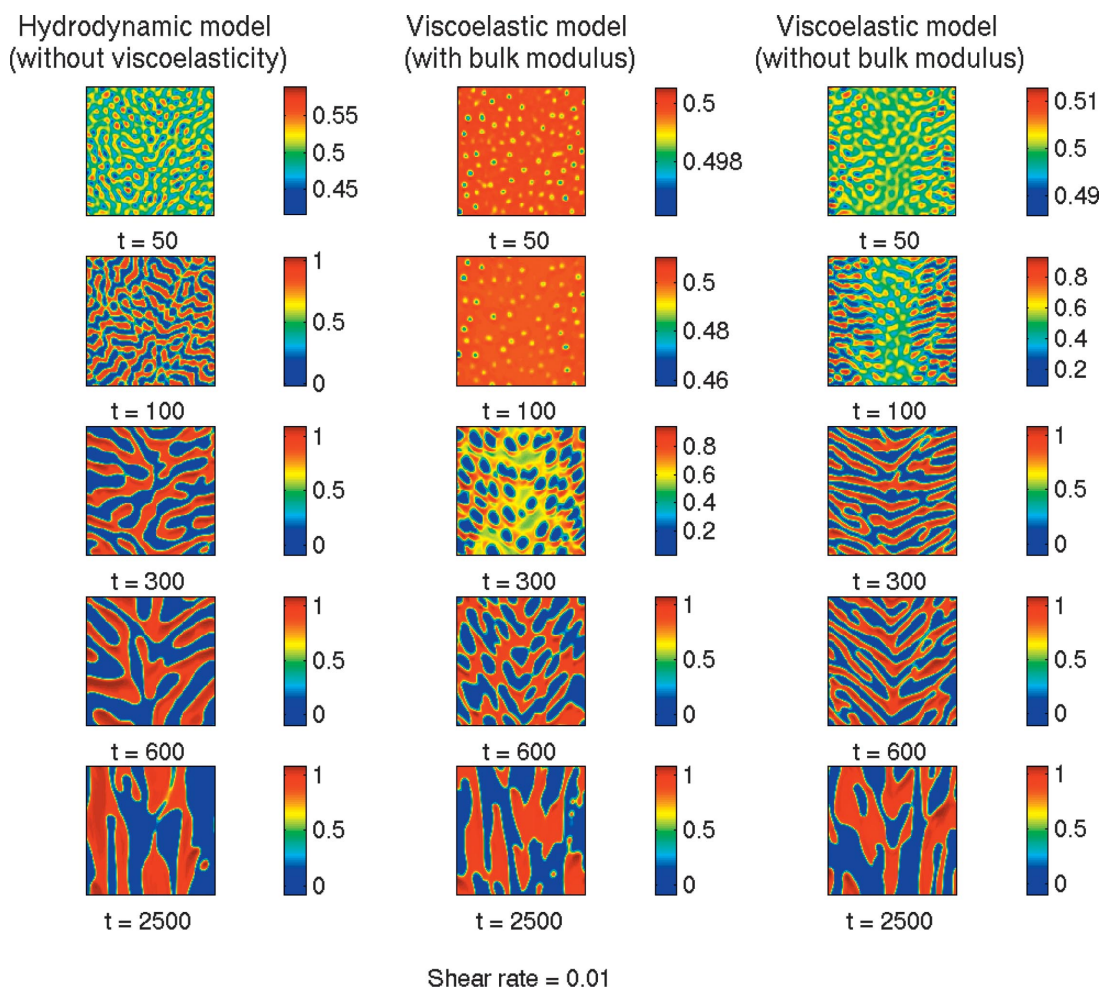 Hydrodynamic model
(without viscoelasticity)
Viscoelastic model
(with bulk modulus)
Viscoelastic model
(without bulk modulus)
0.55
0.5
0.45
0.5
0.498
0.51
0.5
0.49
t = 50
t = 50
t = 50
1
0.5
0
0.5
0.48
0.46
0.8
0.6
0.4
0.2
t = 100
t = 100
t = 100
1
0.5
0
0.8
0.6
0.4
0.2
1
0.5
0
t = 300
t = 300
t = 300
1
0.5
0
1
0.5
0
1
0.5
0
t = 600
t = 600
t = 600
1
0.5
0
1
0.5
0
1
0.5
0
t = 2500
t = 2500
t = 2500
Shear rate = 0.01